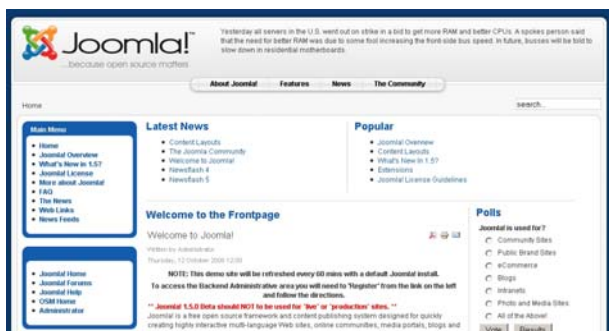 Joomla!
...because open source matters
Yesterday all servers in the U.S. went out on strike in a bid to get more RAM and better CPUs. A spokes person said
that the need for better RAM was due to some fool increasing the front-side bus speed. In future, busses will be told to
slow down in residential motherboards.
About Joomla! Features News The Community
Home
search...
Main Menu
Home
Joomla! Overview
What's New in 1.5?
Joomla! License
More about Joomla!
FAQ
The News
Web Links
News Feeds
Joomla! Home
Joomla! Forums
Joomla! Help
OSM Home
Administrator
Latest News
Content Layouts
The Joomla Community
Welcome to Joomla!
Newsflash 4
Newsflash 5
Popular
Joomla! Overview
Content Layouts
What's New in 1.5?
Extensions
Joomla! License Guidelines
Welcome to the Frontpage
Welcome to Joomla!
Written by Administrator
Thursday, 12 October 2006 12:00
NOTE: This demo site will be refreshed every 60 mins with a default Joomla! install.
To access the Backend Administrative area you will need to 'Register' from the link on the left
and follow the directions.
** Joomla! 1.5.0 Beta should NOT to be used for 'live' or 'production' sites. **
Joomla! is a free open source framework and content publishing system designed for quickly
creating highly interactive multi-language Web sites, online communities, media portals, blogs and
Polls
Joomla! is used for?
Community Sites
Public Brand Sites
eCommerce
Blogs
Intranets
Photo and Media Sites
All of the Above!
Vote Results